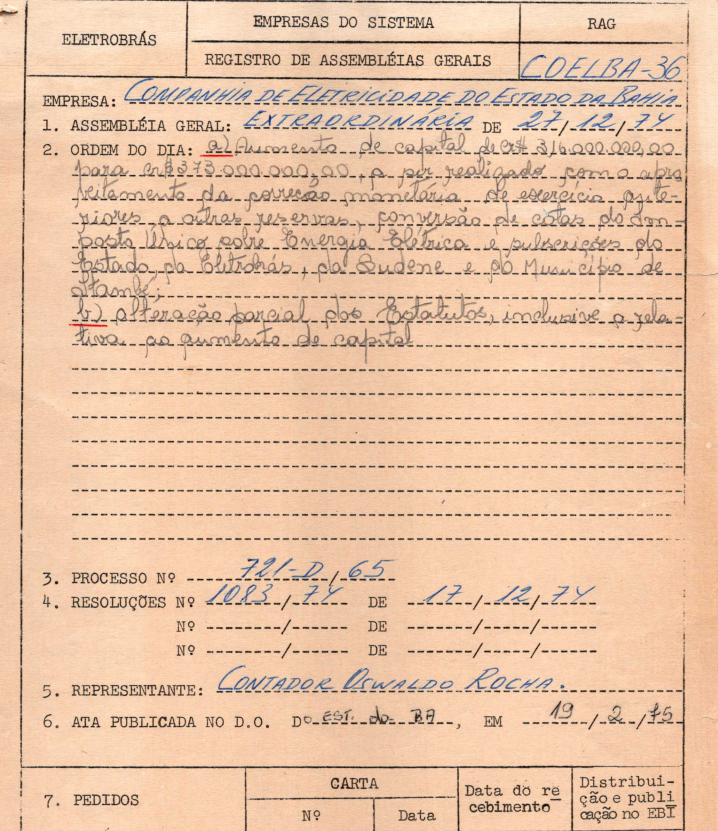 ELETROBRÁS
EMPRESAS DO SISTEMA
RAG
REGISTRO DE ASSEMBLÉIAS GERAIS
COELBA-36
EMPRESA: COMPANHIA DE ELETRICIDADE DO ESTADO DA BAHIA
1. ASSEMBLÉIA GERAL: EXTRAORDINÁRIA DE 27/12/74
2. ORDEM DO DIA: a) Aumento de capital de Cr$ 316.000.000,00
para cr$ 373.000.000,00, a ser realizado com o apro
veitamento da correção monetária de exercício ante-
riores a outras reservas, conversão de cotas do Im-
posto Único sobre Energia Elétrica e subscrições do
Estado, da Eletrobrás, da Sudene e do Município de
Itambé;
b) alteração parcial dos Estatutos, inclusive a rela-
tiva ao aumento de capital
3. PROCESSO Nº 721-D/65
4. RESOLUÇÕES Nº 1083/74 DE 17/12/74
Nº / DE / /
Nº / DE / /
5. REPRESENTANTE: CONTADOR OSWALDO ROCHA.
6. ATA PUBLICADA NO D.O. Do EST. do BA, EM 19/2/75
7. PEDIDOS
CARTA
Nº
Data
Data do re
cebimento
Distribui-
ção e publi
cação no EBI